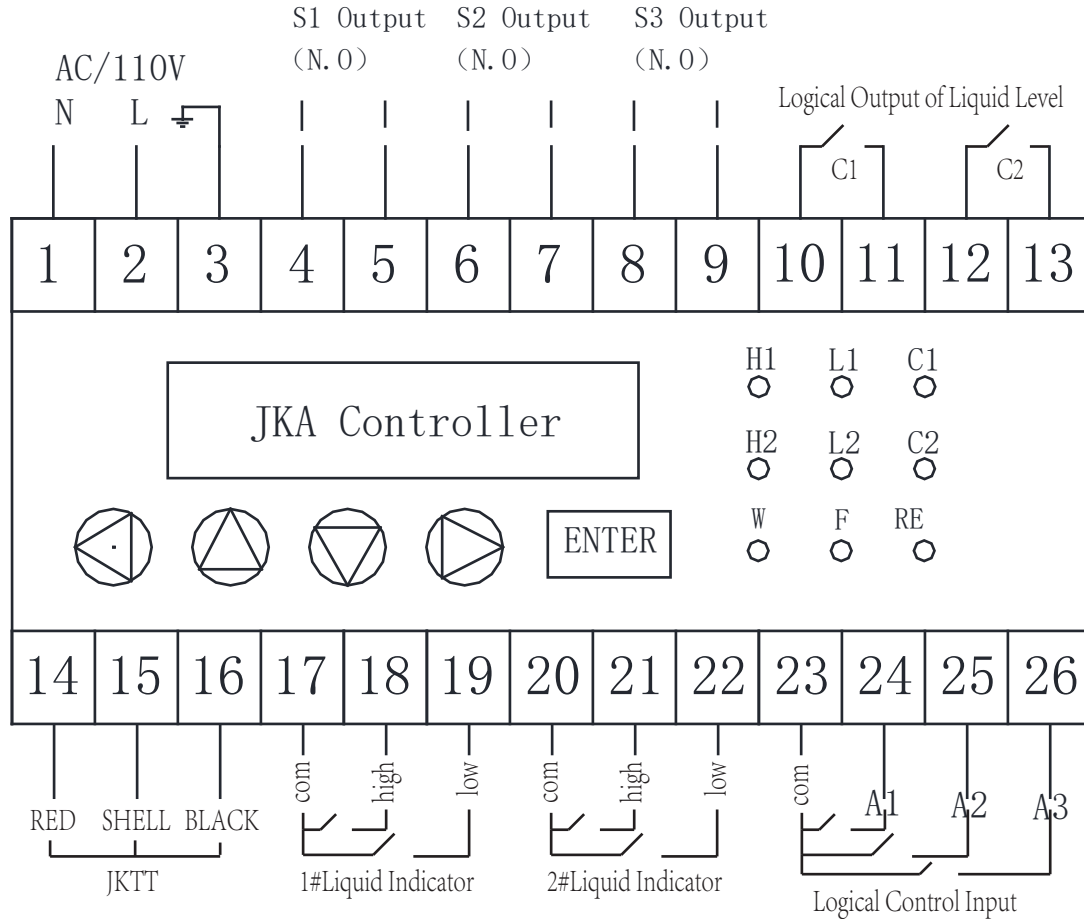 S1 Output S2 Output S3 Output
(N.O) (N.O) (N.O)
AC/110V
N L
Logical Output of Liquid Level
C1 C2
1 2 3 4 5 6 7 8 9 10 11 12 13
H1 L1 C1
JKA Controller
H2 L2 C2
W F RE
ENTER
14 15 16 17 18 19 20 21 22 23 24 25 26
com high low com high low com A1 A2 A3
RED SHELL BLACK
JKTT
1#Liquid Indicator
2#Liquid Indicator
Logical Control Input